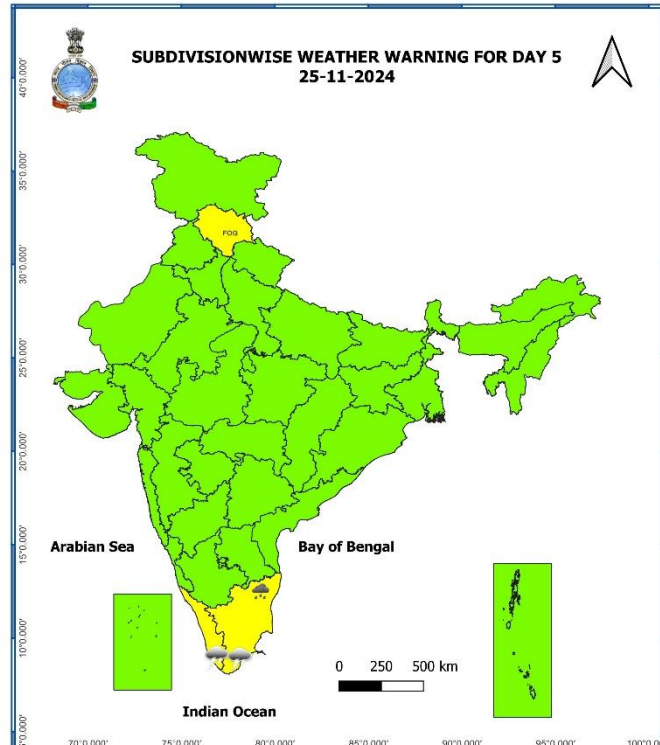 SUBDIVISIONWISE WEATHER WARNING FOR DAY 5
25-11-2024
40°0.000'
35°0.000'
FOG
30°0.000'
25°0.000'
20°0.000'
Arabian Sea
Bay of Bengal
15°0.000'
10°0.000'
0 250 500 km
Indian Ocean
5°0.000'
70°0.000' 75°0.000' 80°0.000' 85°0.000' 90°0.000' 95°0.000'